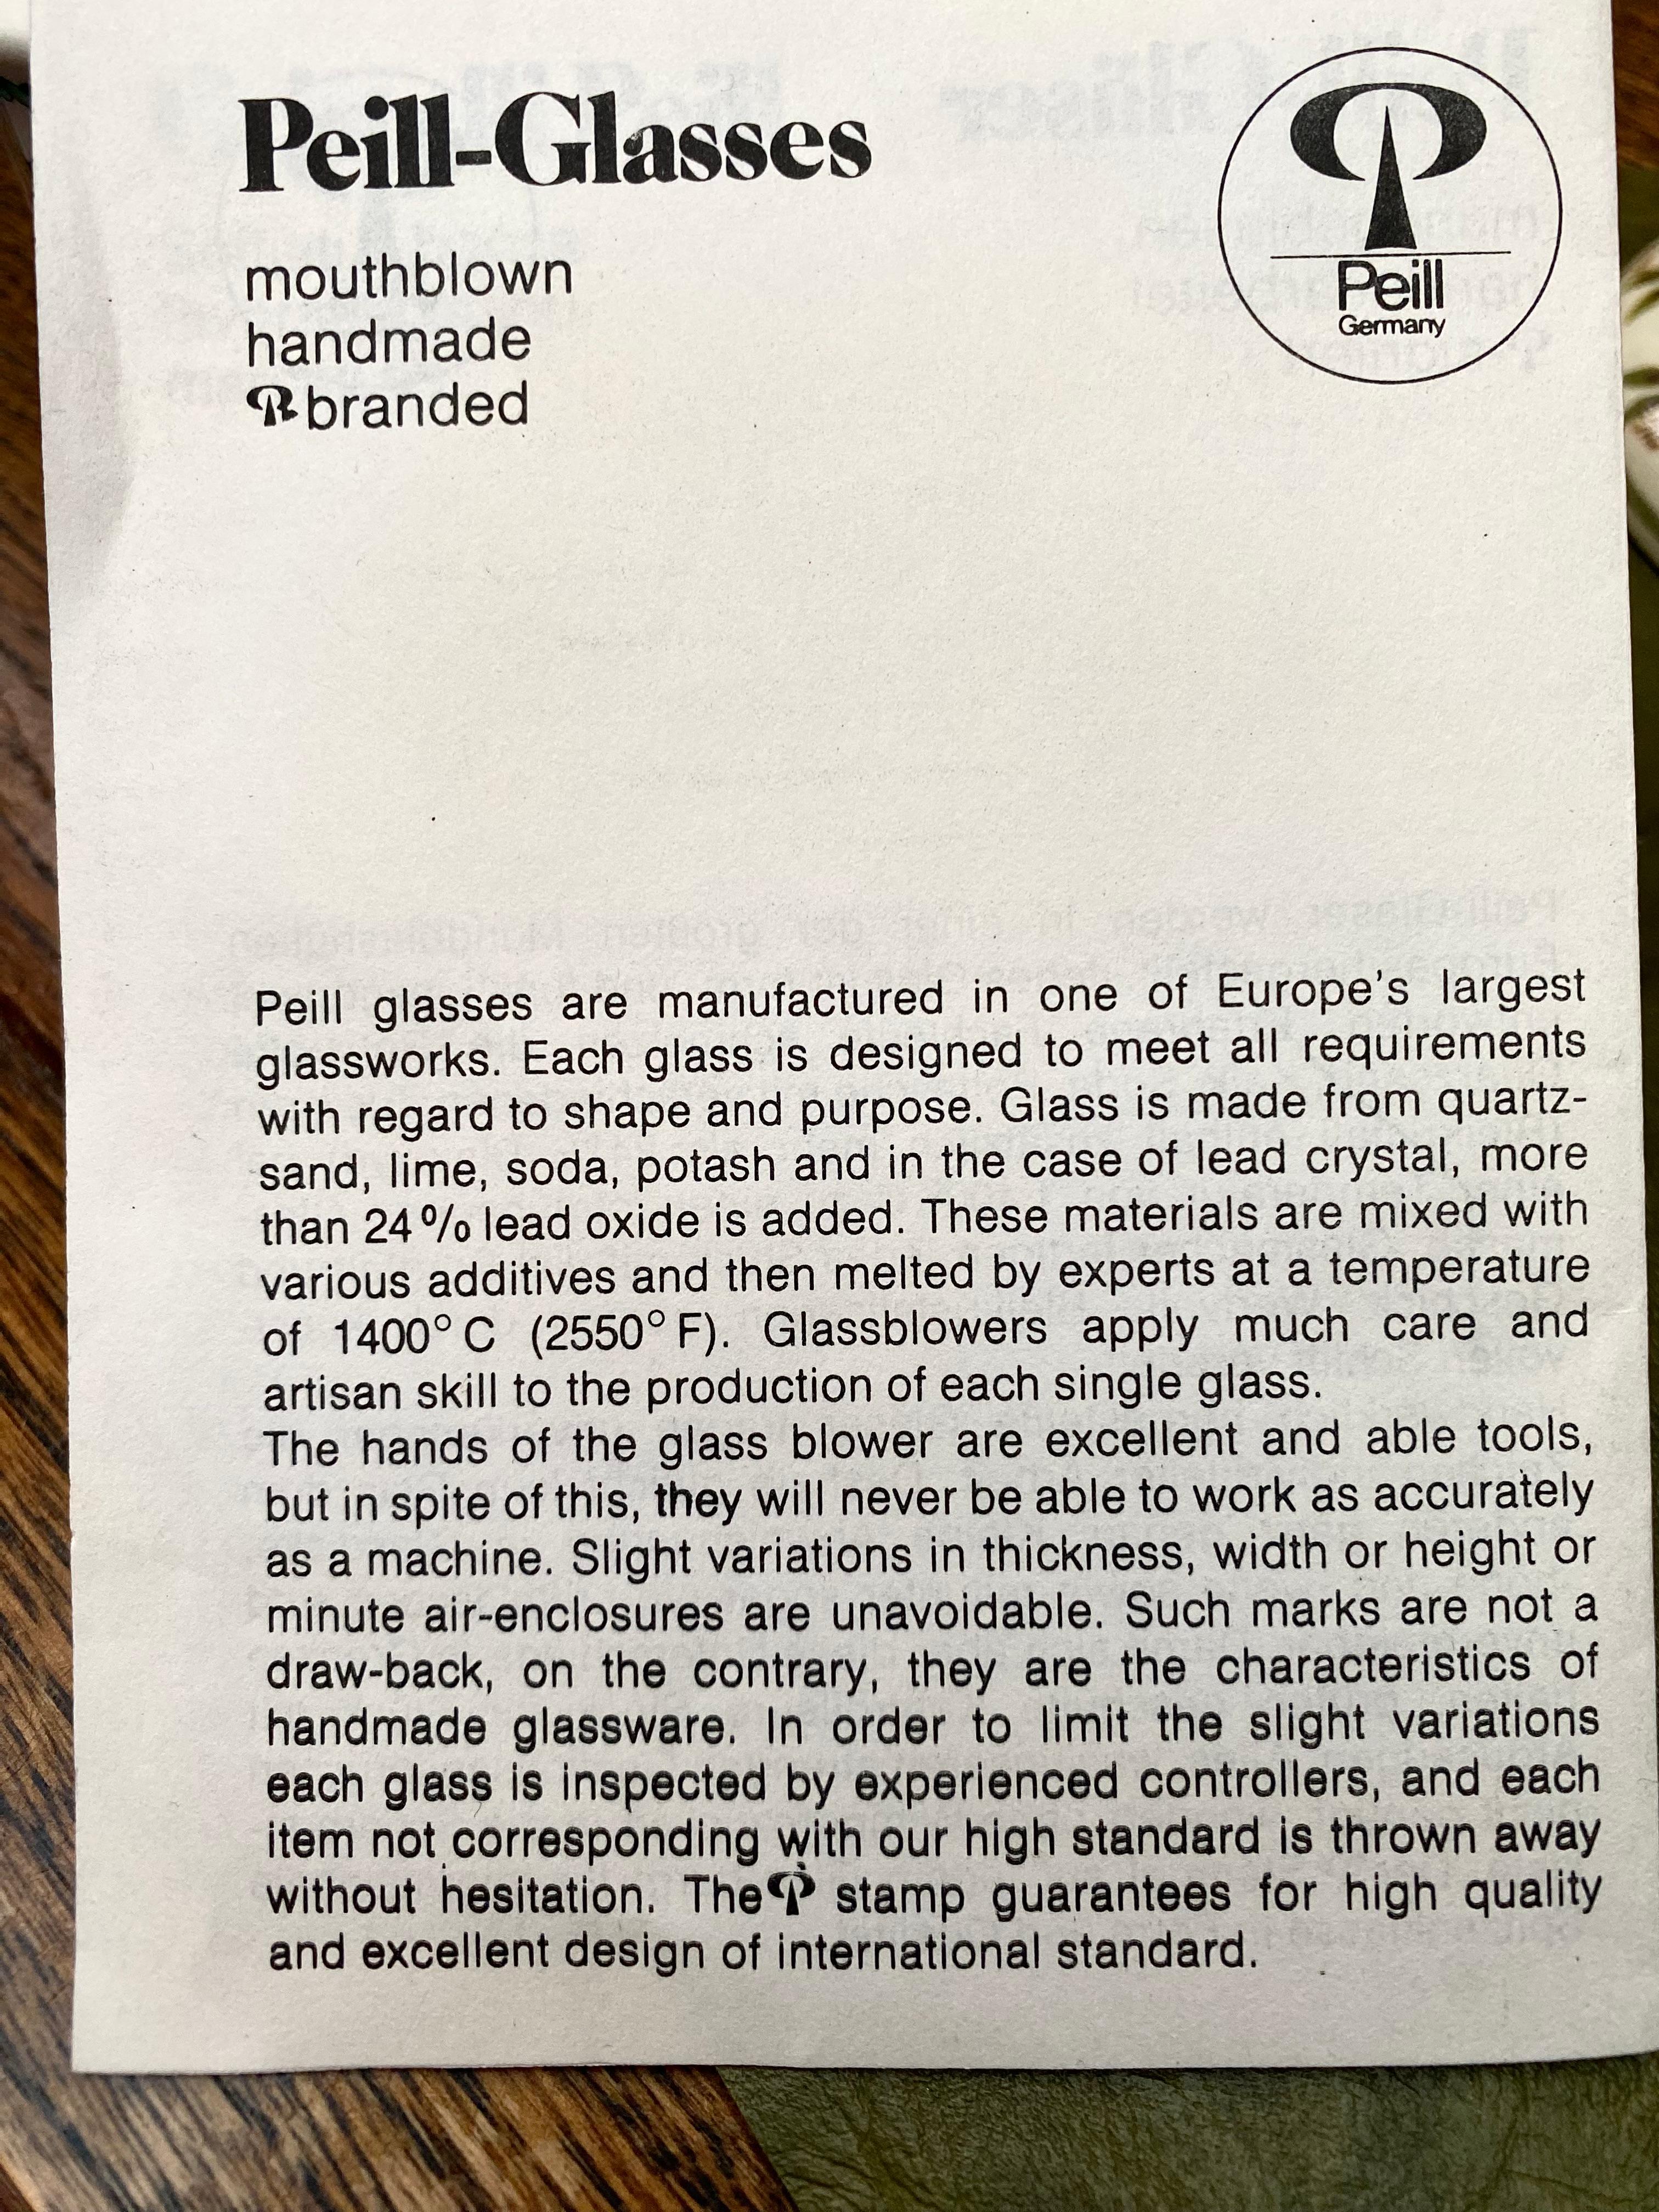 Peill-Glasses
mouthblown
handmade
branded
Peill
Germany
Peill glasses are manufactured in one of Europe's largest
glassworks. Each glass is designed to meet all requirements
with regard to shape and purpose. Glass is made from quartz-
sand, lime, soda, potash and in the case of lead crystal, more
than 24% lead oxide is added. These materials are mixed with
various additives and then melted by experts at a temperature
of 1400° C (2550° F). Glassblowers apply much care and
artisan skill to the production of each single glass.
The hands of the glass blower are excellent and able tools,
but in spite of this, they will never be able to work as accurately
as a machine. Slight variations in thickness, width or height or
minute air-enclosures are unavoidable. Such marks are not a
draw-back, on the contrary, they are the characteristics of
handmade glassware. In order to limit the slight variations
each glass is inspected by experienced controllers, and each
item not corresponding with our high standard is thrown away
without hesitation. The stamp guarantees for high quality
and excellent design of international standard.